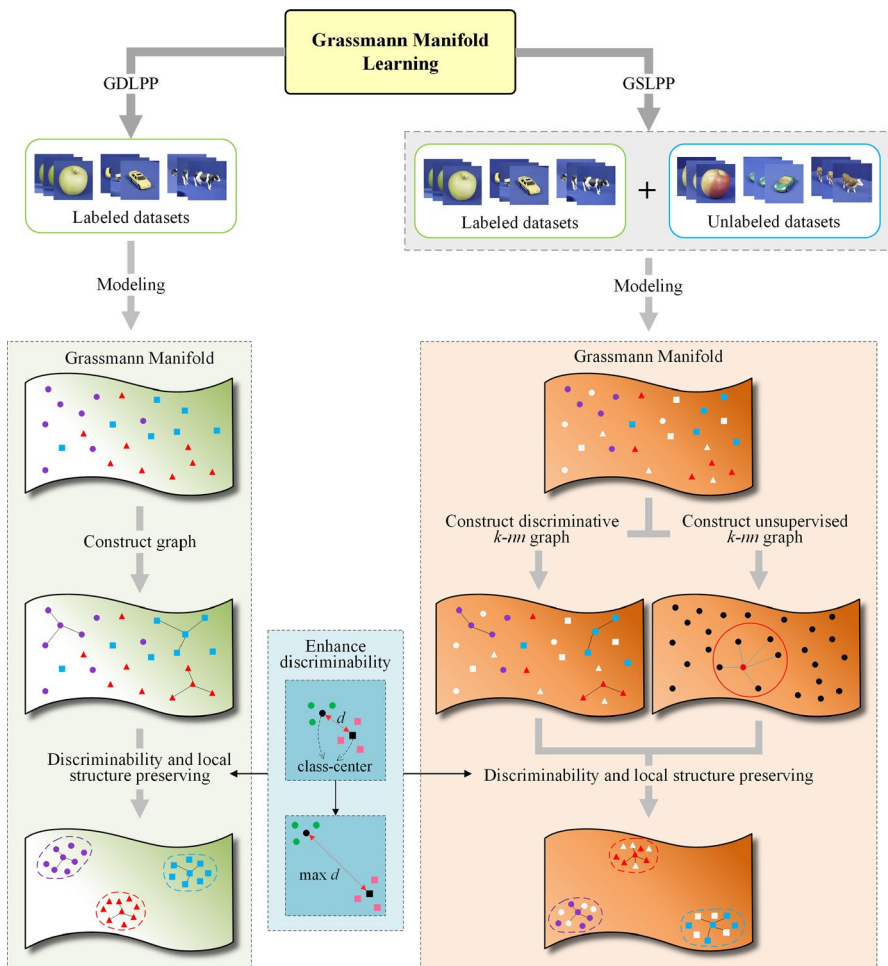 Grassmann Manifold
Learning
GDLPP
GSLPP
Labeled datasets
Labeled datasets
+
Unlabeled datasets
Modeling
Modeling
Grassmann Manifold
Grassmann Manifold
Construct graph
Construct discriminative
k-nn graph
Construct unsupervised
k-nn graph
Enhance
discriminability
d
class-center
max d
Discriminability and local
structure preserving
Discriminability and local structure preserving